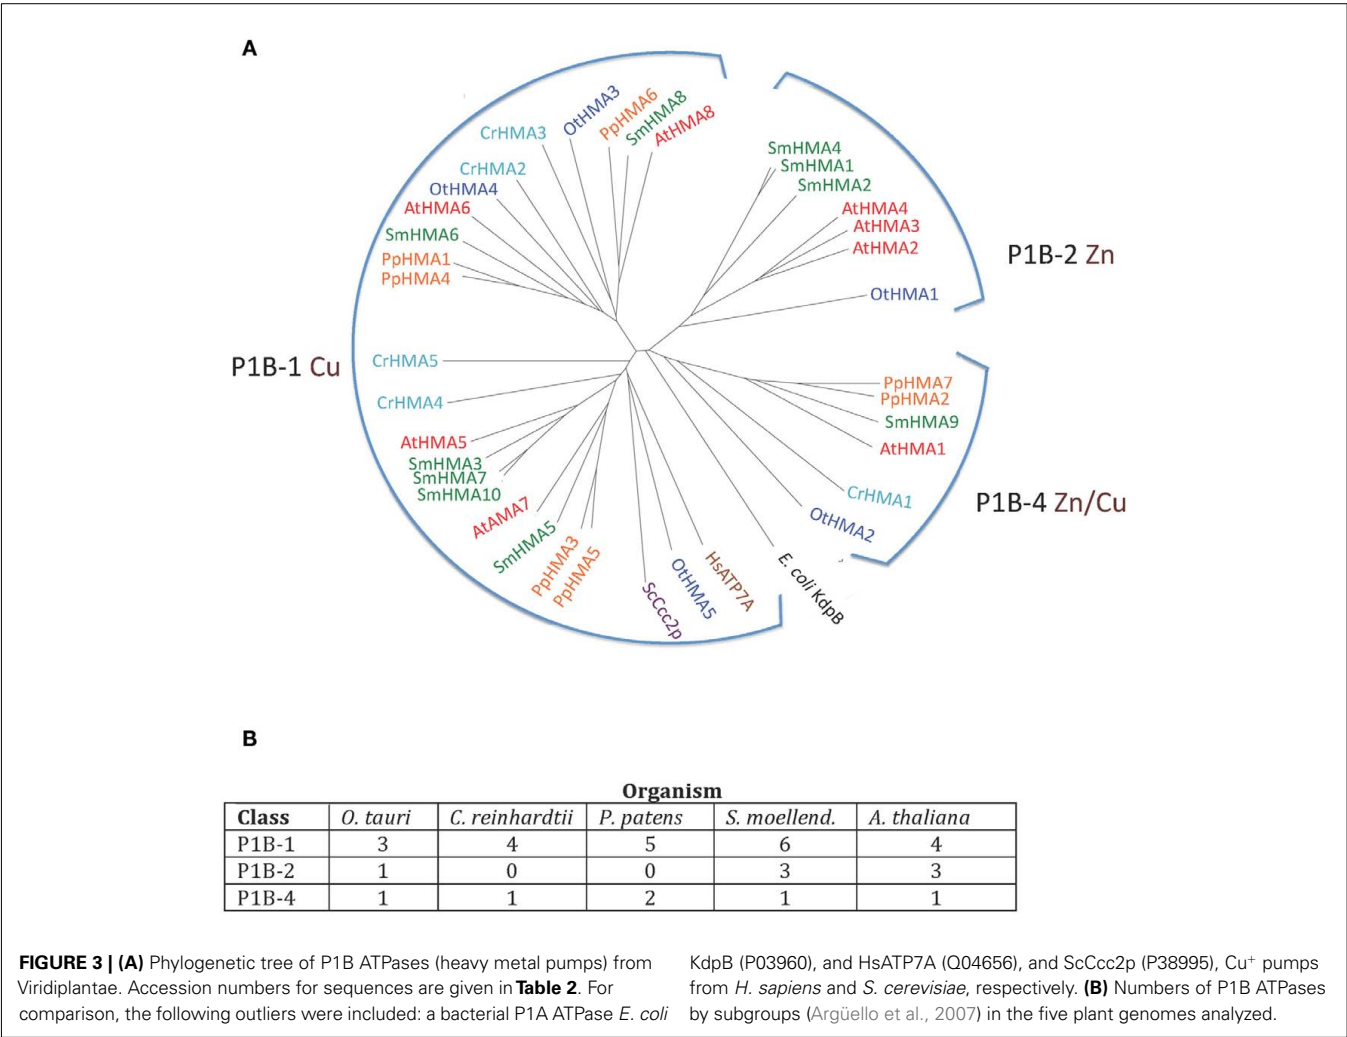 A
OtHMA3
PpHMA6
SmHMA8
AtHMA8
CrHMA3
CrHMA2
OtHMA4
AtHMA6
SmHMA6
PpHMA1
PpHMA4
SmHMA4
SmHMA1
SmHMA2
AtHMA4
AtHMA3
AtHMA2
OtHMA1
P1B-2 Zn
P1B-1 Cu
CrHMA5
CrHMA4
AtHMA5
SmHMA3
SmHMA7
SmHMA10
AtAMA7
SmHMA5
PpHMA3
PpHMA5
ScCcc2p
OtHMA5
HsATP7A
E. coli KdpB
PpHMA7
PpHMA2
SmHMA9
AtHMA1
CrHMA1
OtHMA2
P1B-4 Zn/Cu
B
Organism
Class O. tauri C. reinhardtii P. patens S. moellend. A. thaliana
P1B-1 3 4 5 6 4
P1B-2 1 0 0 3 3
P1B-4 1 1 2 1 1
FIGURE 3 | (A) Phylogenetic tree of P1B ATPases (heavy metal pumps) from
Viridiplantae. Accession numbers for sequences are given in Table 2. For
comparison, the following outliers were included: a bacterial P1A ATPase E. coli
KdpB (P03960), and HsATP7A (Q04656), and ScCcc2p (P38995), Cu⁺ pumps
from H. sapiens and S. cerevisiae, respectively. (B) Numbers of P1B ATPases
by subgroups (Argüello et al., 2007) in the five plant genomes analyzed.